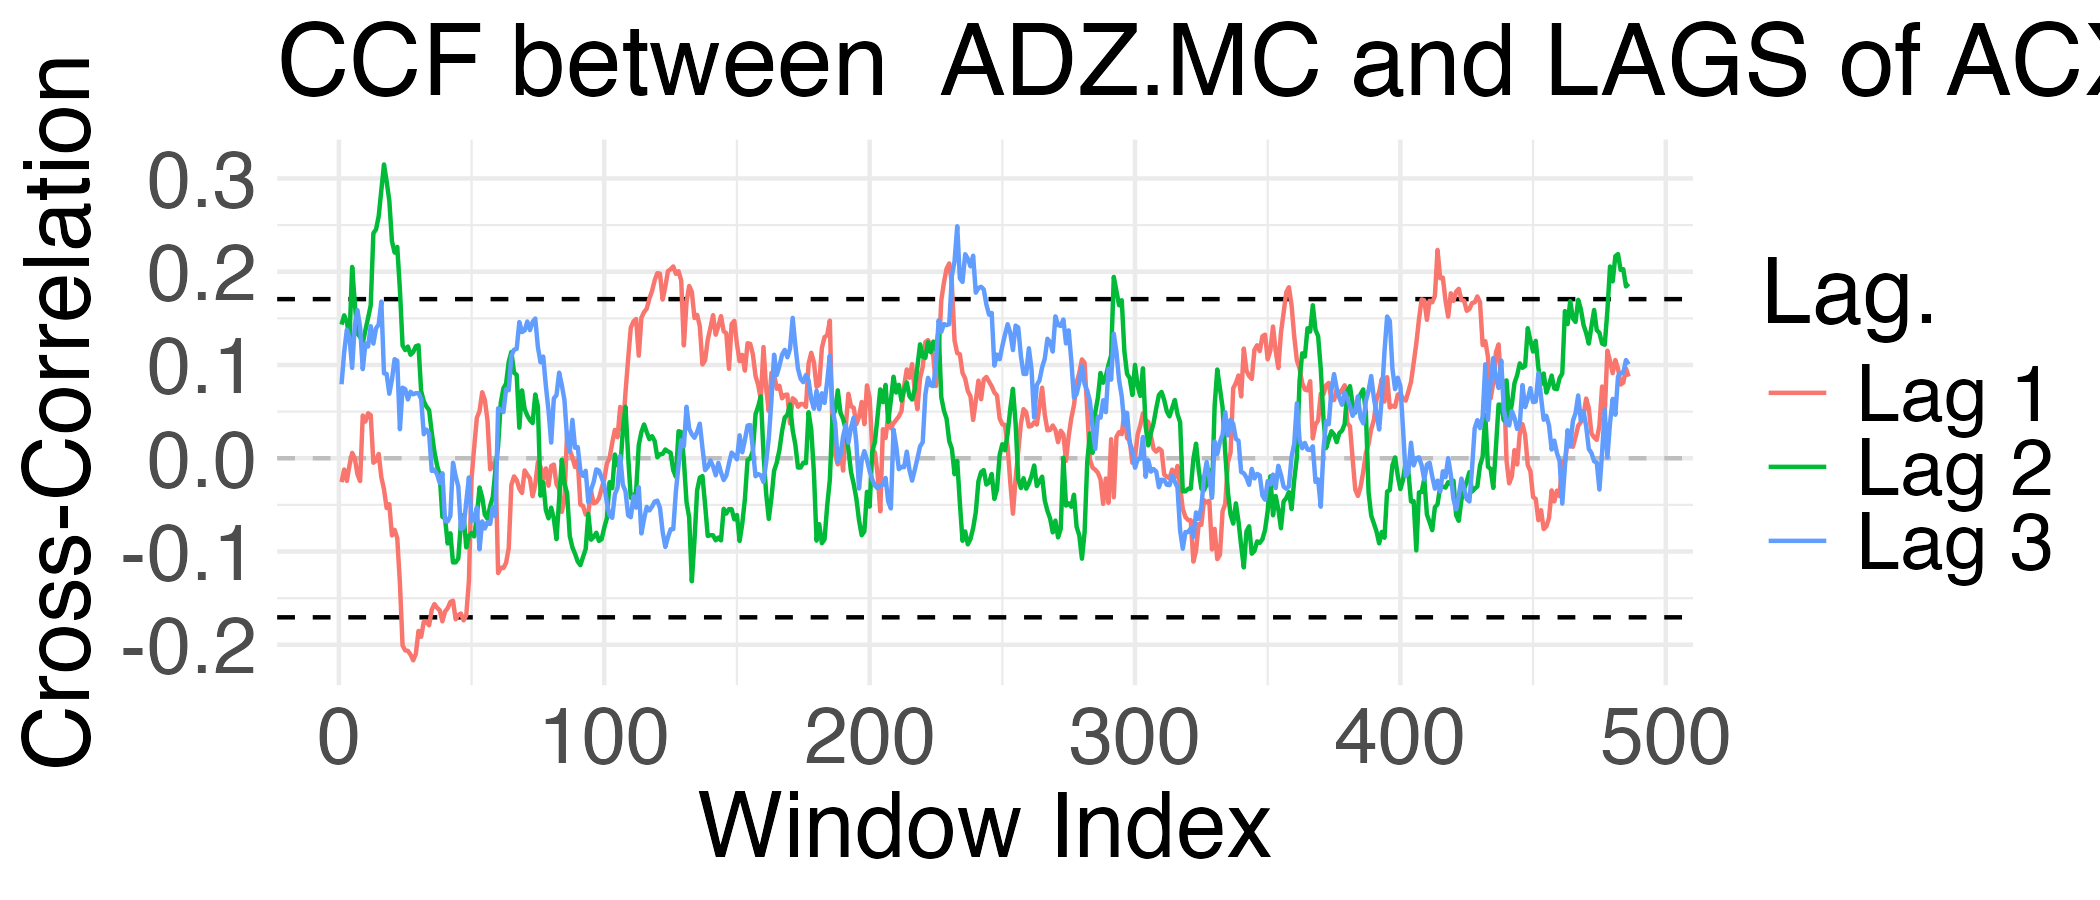 CCF between  ADZ.MC and LAGS of ACX
Cross-Correlation
0.3
0.2
0.1
0.0
-0.1
-0.2
0
100
200
300
400
500
Window Index
Lag.
Lag 1
Lag 2
Lag 3